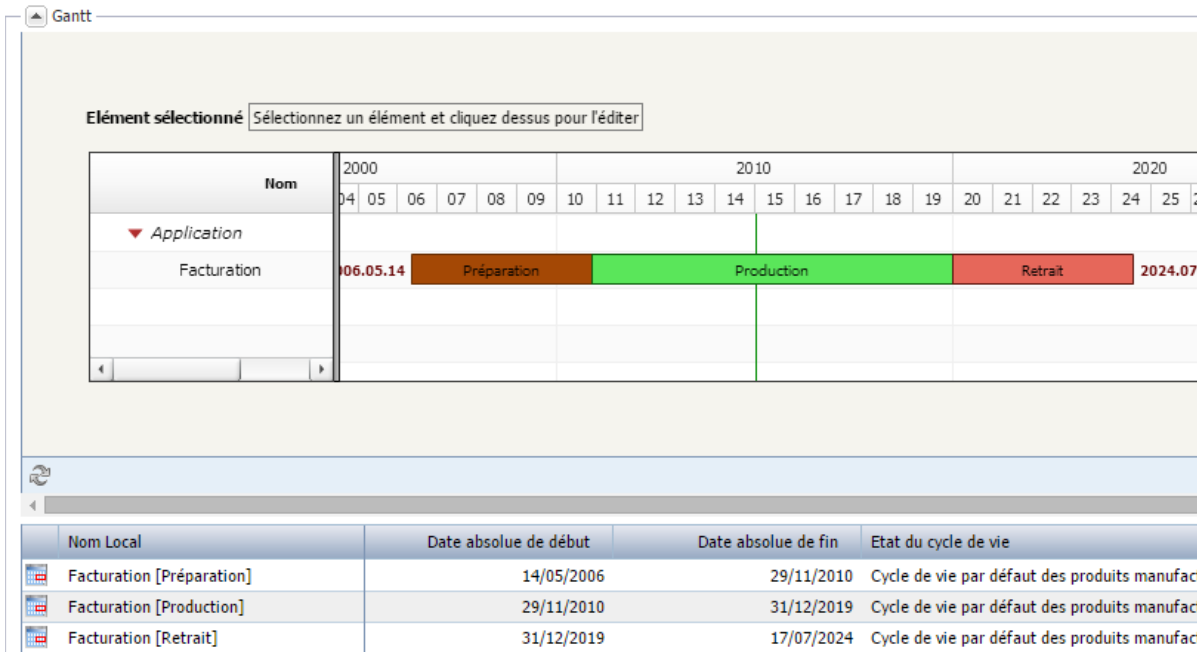 Gantt
Elément sélectionné Sélectionnez un élément et cliquez dessus pour l'éditer
Nom 2000 2010 2020
04 05 06 07 08 09 10 11 12 13 14 15 16 17 18 19 20 21 22 23 24 25
Application
Facturation 006.05.14 Préparation Production Retrait 2024.07
Nom Local Date absolue de début Date absolue de fin Etat du cycle de vie
Facturation [Préparation] 14/05/2006 29/11/2010 Cycle de vie par défaut des produits manufac
Facturation [Production] 29/11/2010 31/12/2019 Cycle de vie par défaut des produits manufac
Facturation [Retrait] 31/12/2019 17/07/2024 Cycle de vie par défaut des produits manufac